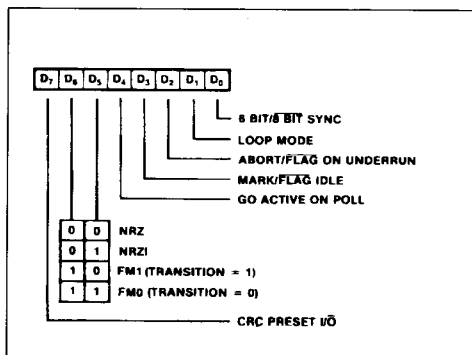 D7 D6 D5 D4 D3 D2 D1 D0
6 BIT/8 BIT SYNC
LOOP MODE
ABORT/FLAG ON UNDERRUN
MARK/FLAG IDLE
GO ACTIVE ON POLL
0 0 NRZ
0 1 NRZI
1 0 FM1 (TRANSITION = 1)
1 1 FM0 (TRANSITION = 0)
CRC PRESET I/O